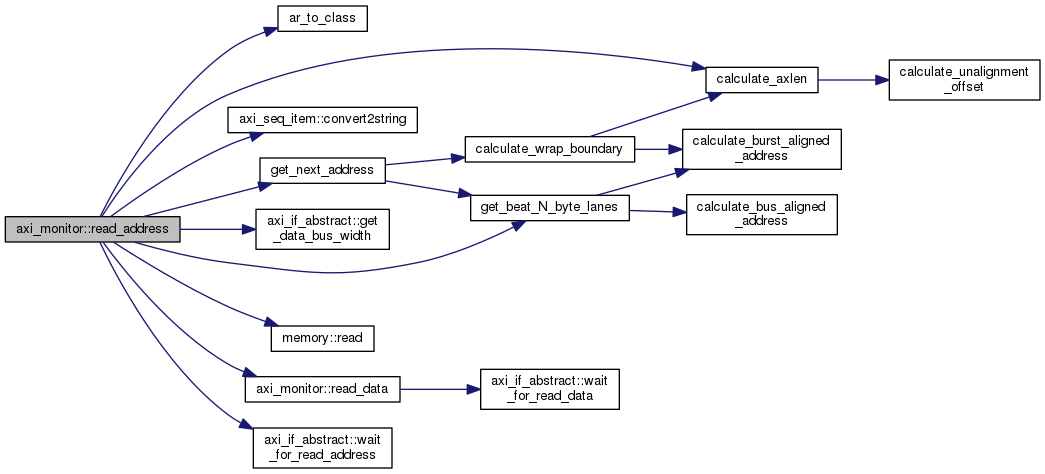 ar_to_class
calculate_axlen
calculate_unalignment
_offset
axi_seq_item::convert2string
calculate_wrap_boundary
calculate_burst_aligned
_address
get_next_address
get_beat_N_byte_lanes
calculate_bus_aligned
_address
axi_monitor::read_address
axi_if_abstract::get
_data_bus_width
memory::read
axi_monitor::read_data
axi_if_abstract::wait
_for_read_data
axi_if_abstract::wait
_for_read_address